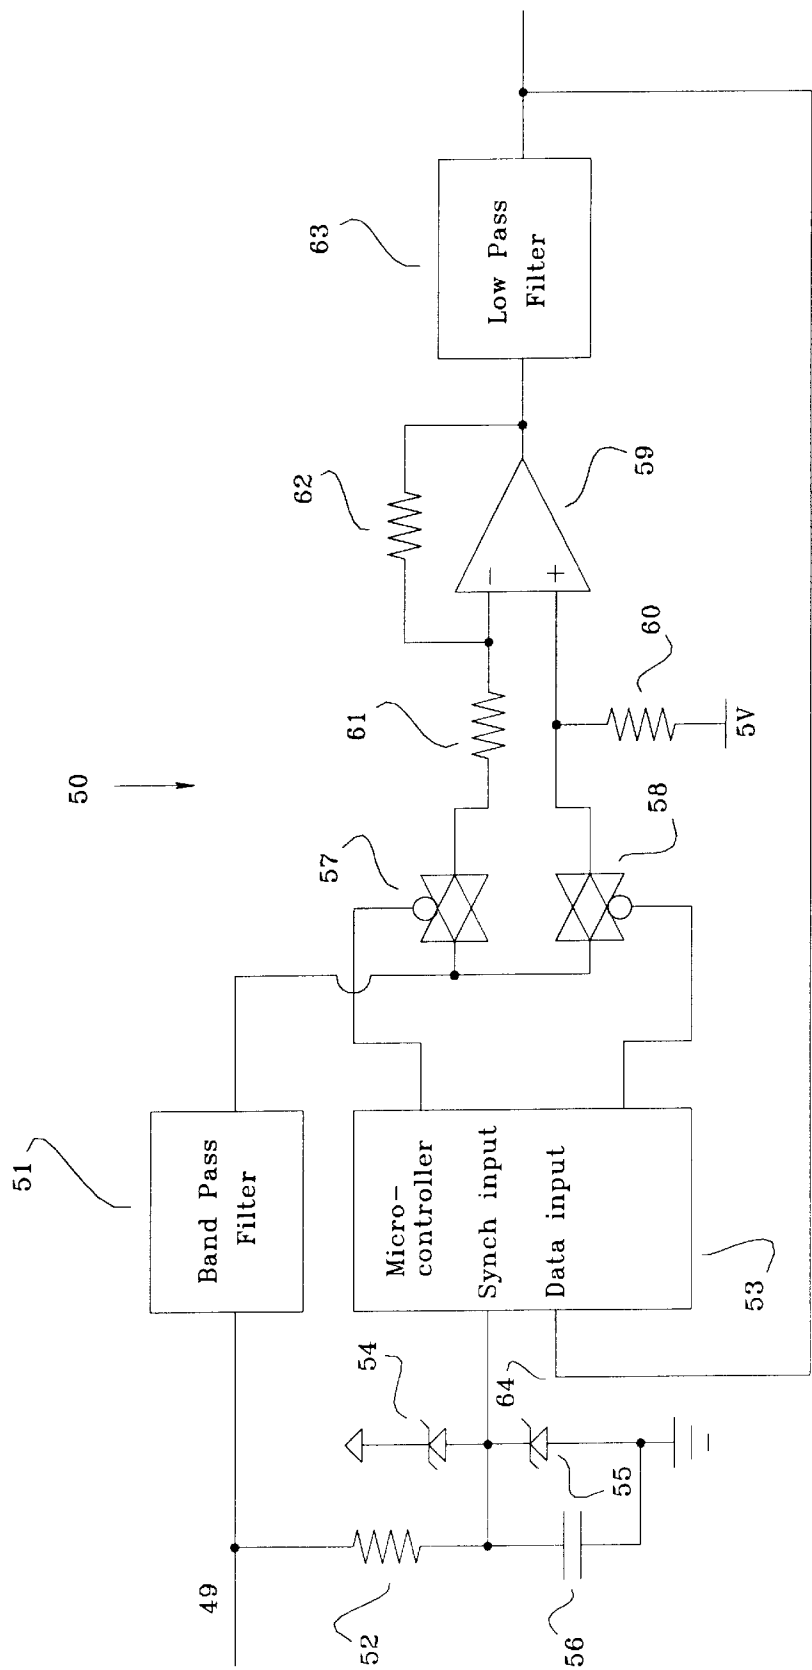 49
51
Band Pass
Filter
50
52
54
Micro-
controller
Synch input
Data input
53
64
55
56
57
58
61
62
−
+
59
60
5V
63
Low Pass
Filter